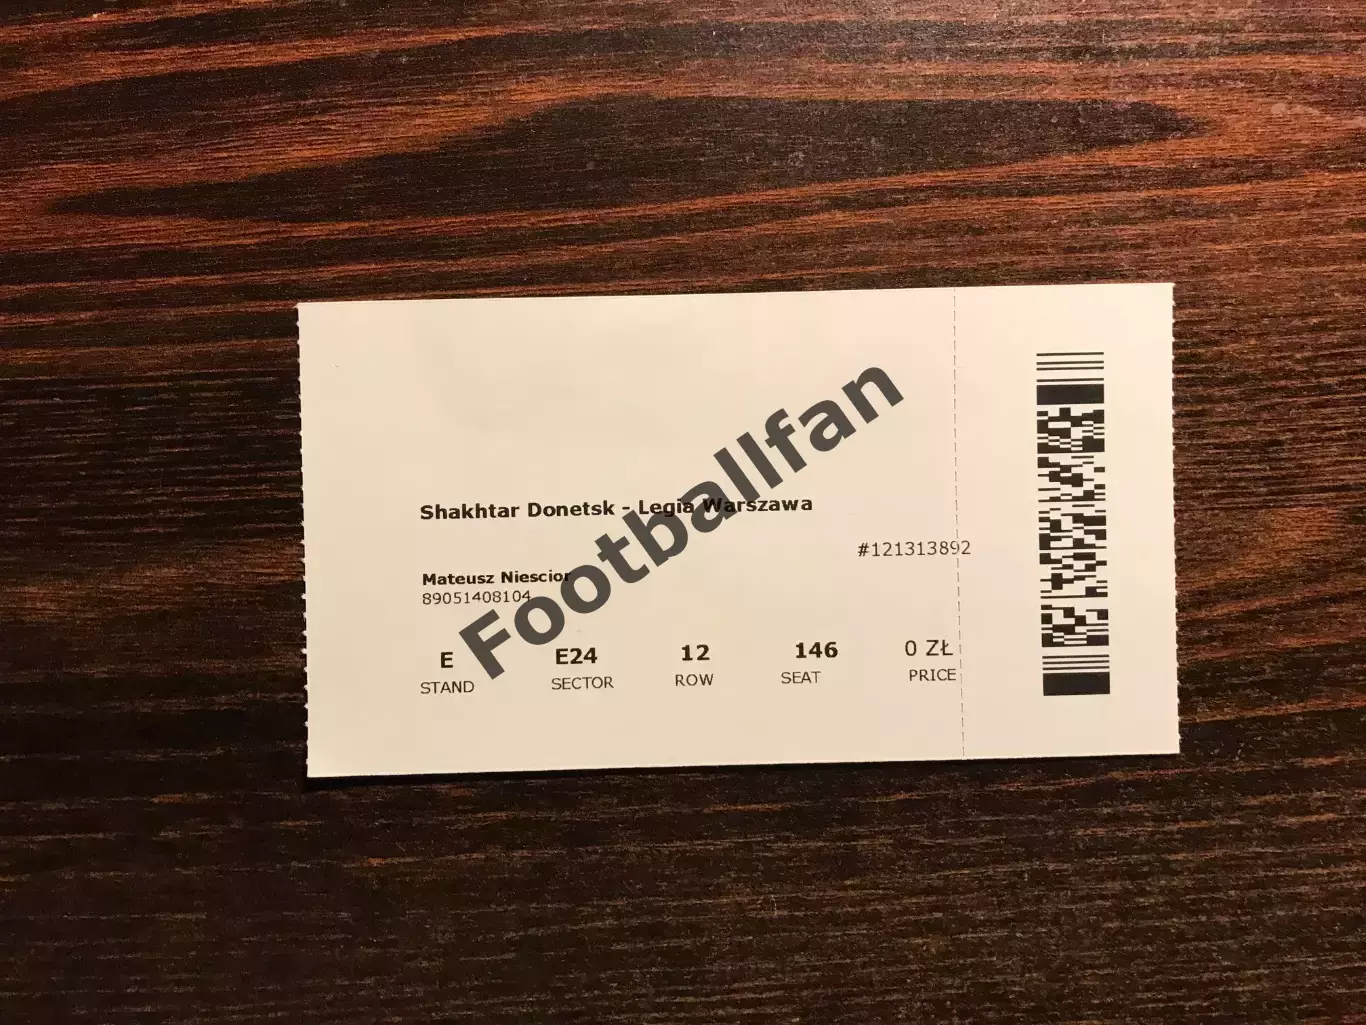 Shakhtar Donetsk - Legia Warszawa
#121313892
Mateusz Niescior
89051408104
E E24 12 146 0 ZŁ
STAND SECTOR ROW SEAT PRICE
Footballfan